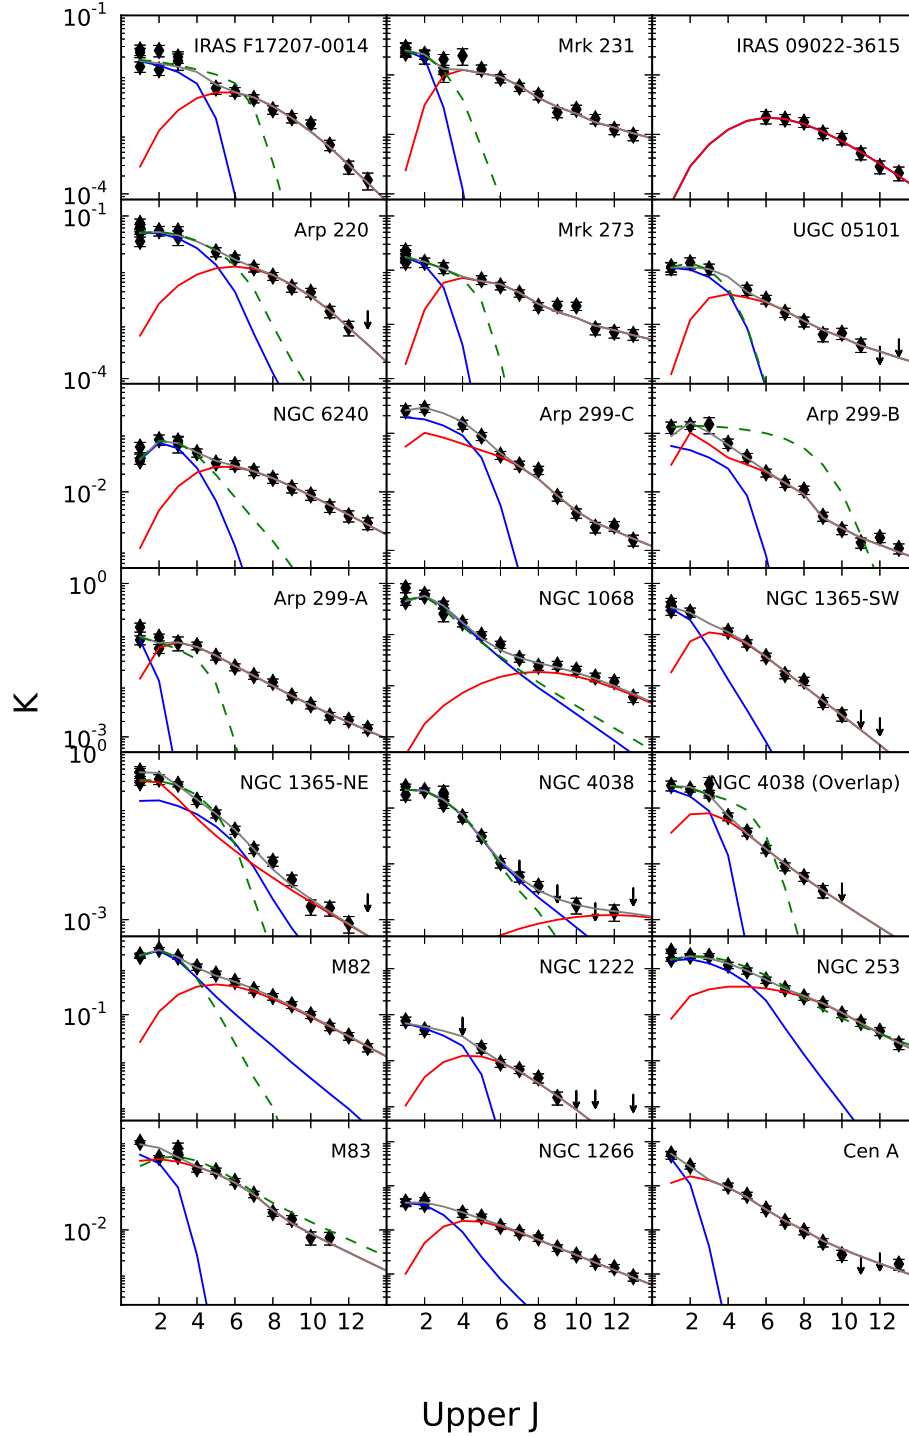 10^-1
IRAS F17207-0014
Mrk 231
IRAS 09022-3615
10^-4
10^-1
Arp 220
Mrk 273
UGC 05101
10^-4
NGC 6240
Arp 299-C
Arp 299-B
10^-2
10^0
Arp 299-A
NGC 1068
NGC 1365-SW
K
10^-3
10^0
NGC 1365-NE
NGC 4038
NGC 4038 (Overlap)
10^-3
M82
NGC 1222
NGC 253
10^-1
M83
NGC 1266
Cen A
10^-2
2 4 6 8 10 12 2 4 6 8 10 12 2 4 6 8 10 12
Upper J